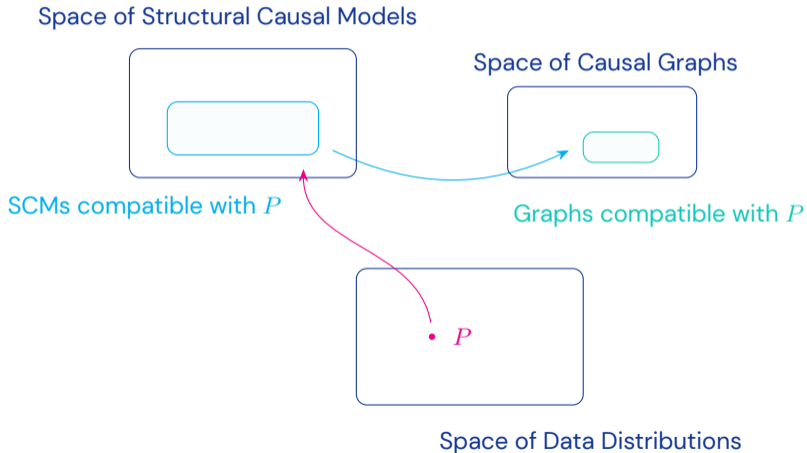 Space of Structural Causal Models
Space of Causal Graphs
SCMs compatible with P
Graphs compatible with P
P
Space of Data Distributions